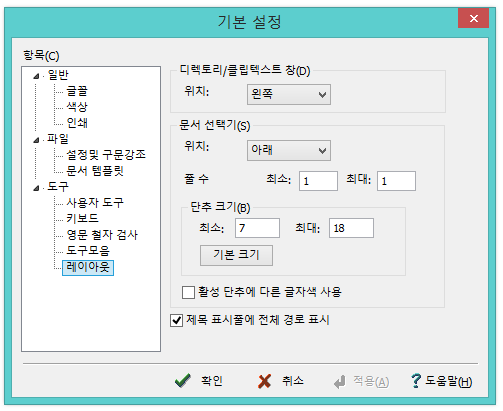 기본 설정
항목(C)
일반
글꼴
색상
인쇄
파일
설정및 구문강조
문서 템플릿
도구
사용자 도구
키보드
영문 철자 검사
도구모음
레이아웃
디렉토리/클립텍스트 창(D)
위치: 왼쪽
문서 선택기(S)
위치: 아래
줄 수 최소: 1 최대: 1
단추 크기(B)
최소: 7 최대: 18
기본 크기
활성 단추에 다른 글자색 사용
제목 표시줄에 전체 경로 표시
확인 취소 적용(A) 도움말(H)